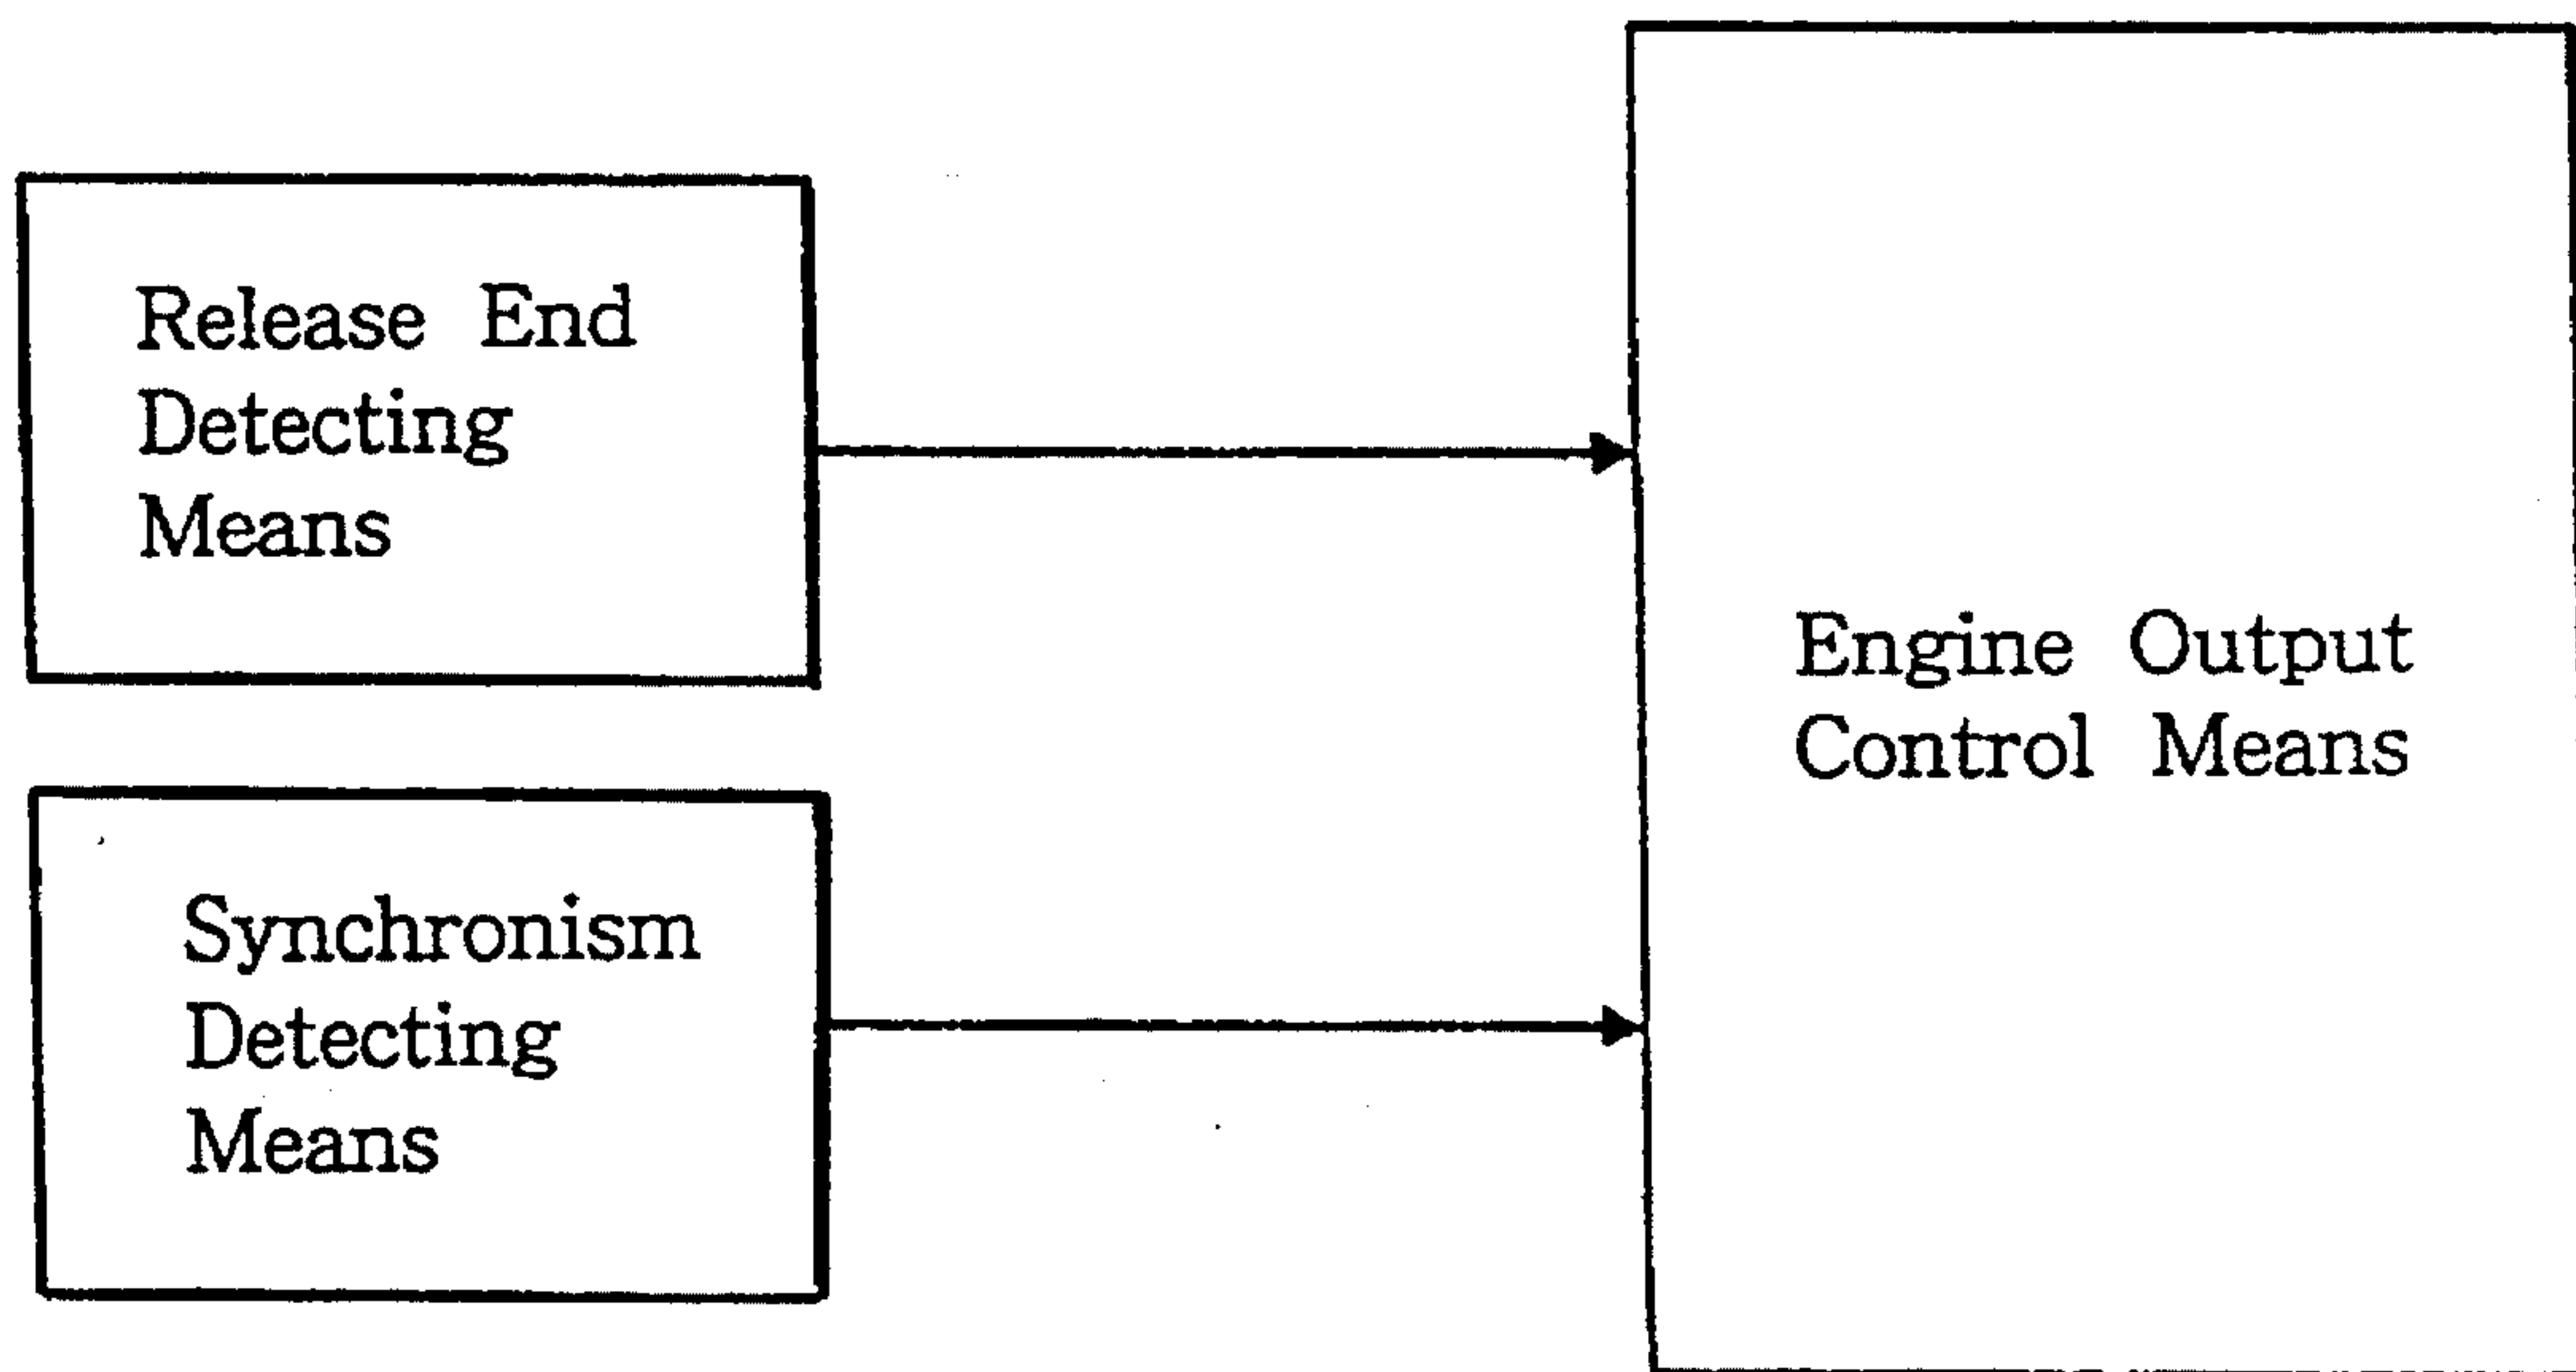 Release End
Detecting
Means
Engine Output
Control Means
Synchronism
Detecting
Means